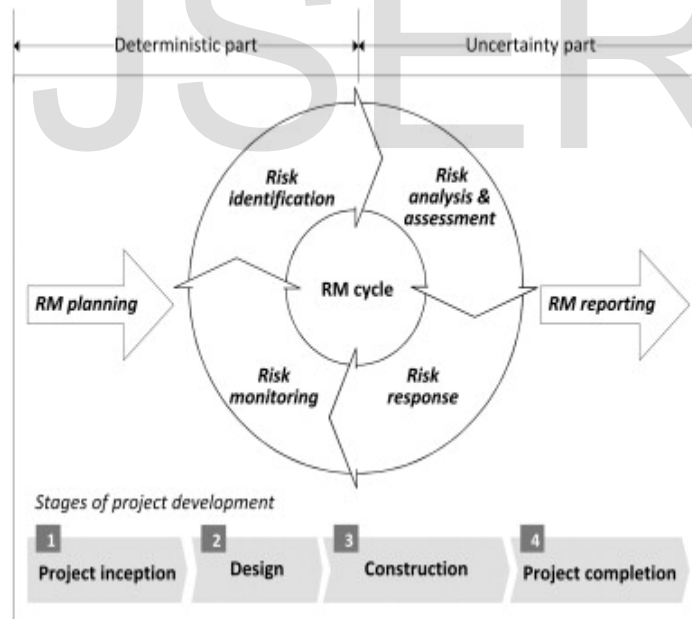 JSER
Deterministic part
Uncertainty part
Risk
identification
Risk
analysis &
assessment
RM planning
RM cycle
RM reporting
Risk
monitoring
Risk
response
Stages of project development
1
Project inception
2
Design
3
Construction
4
Project completion